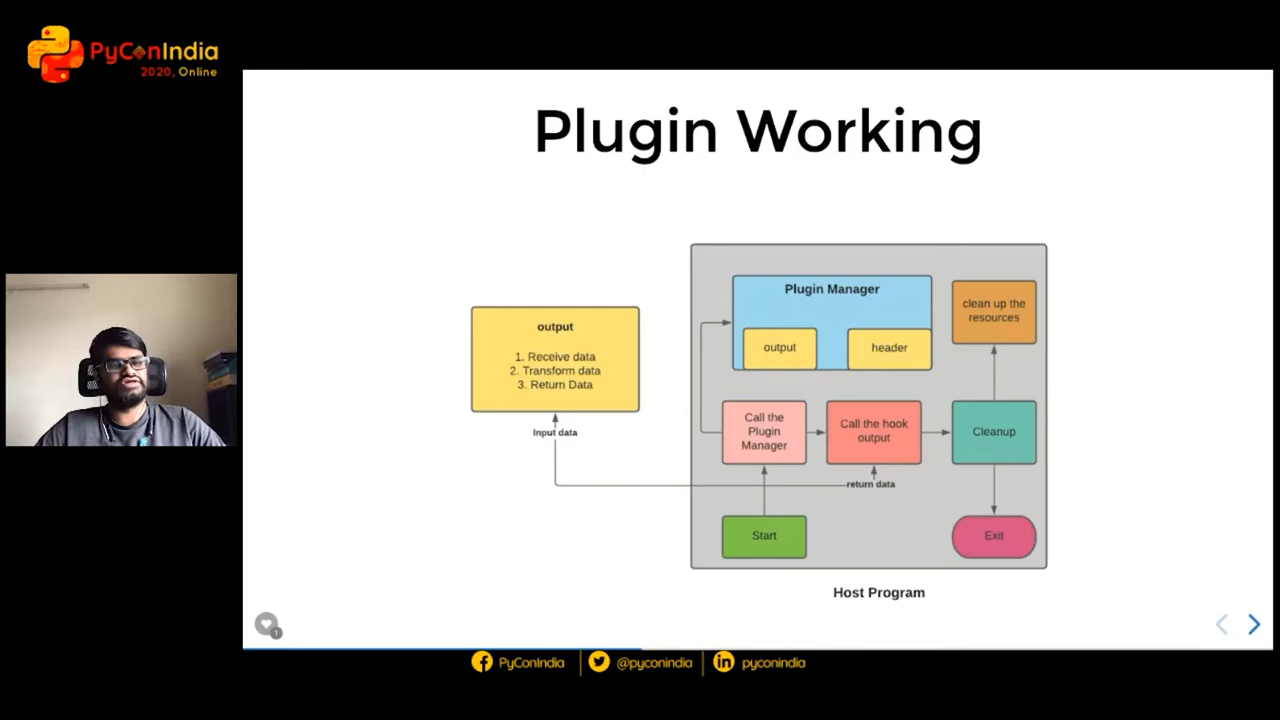 PyConIndia
2020, Online
Plugin Working
Plugin Manager
output
header
clean up the
resources
output
1. Receive data
2. Transform data
3. Return Data
Input data
Call the
Plugin
Manager
Call the hook
output
Cleanup
return data
Start
Exit
Host Program
1
PyConIndia
@pyconindia
pyconindia